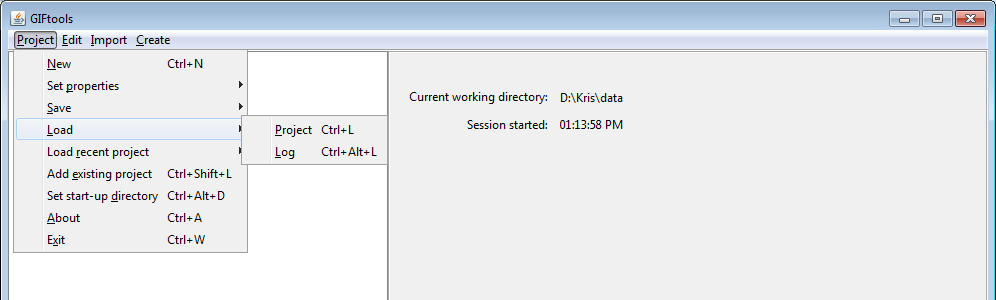 GIFtools
Project Edit Import Create
New Ctrl+N
Set properties
Save
Load
Load recent project
Add existing project Ctrl+Shift+L
Set start-up directory Ctrl+Alt+D
About Ctrl+A
Exit Ctrl+W
Project Ctrl+L
Log Ctrl+Alt+L
Current working directory: D:\Kris\data
Session started: 01:13:58 PM